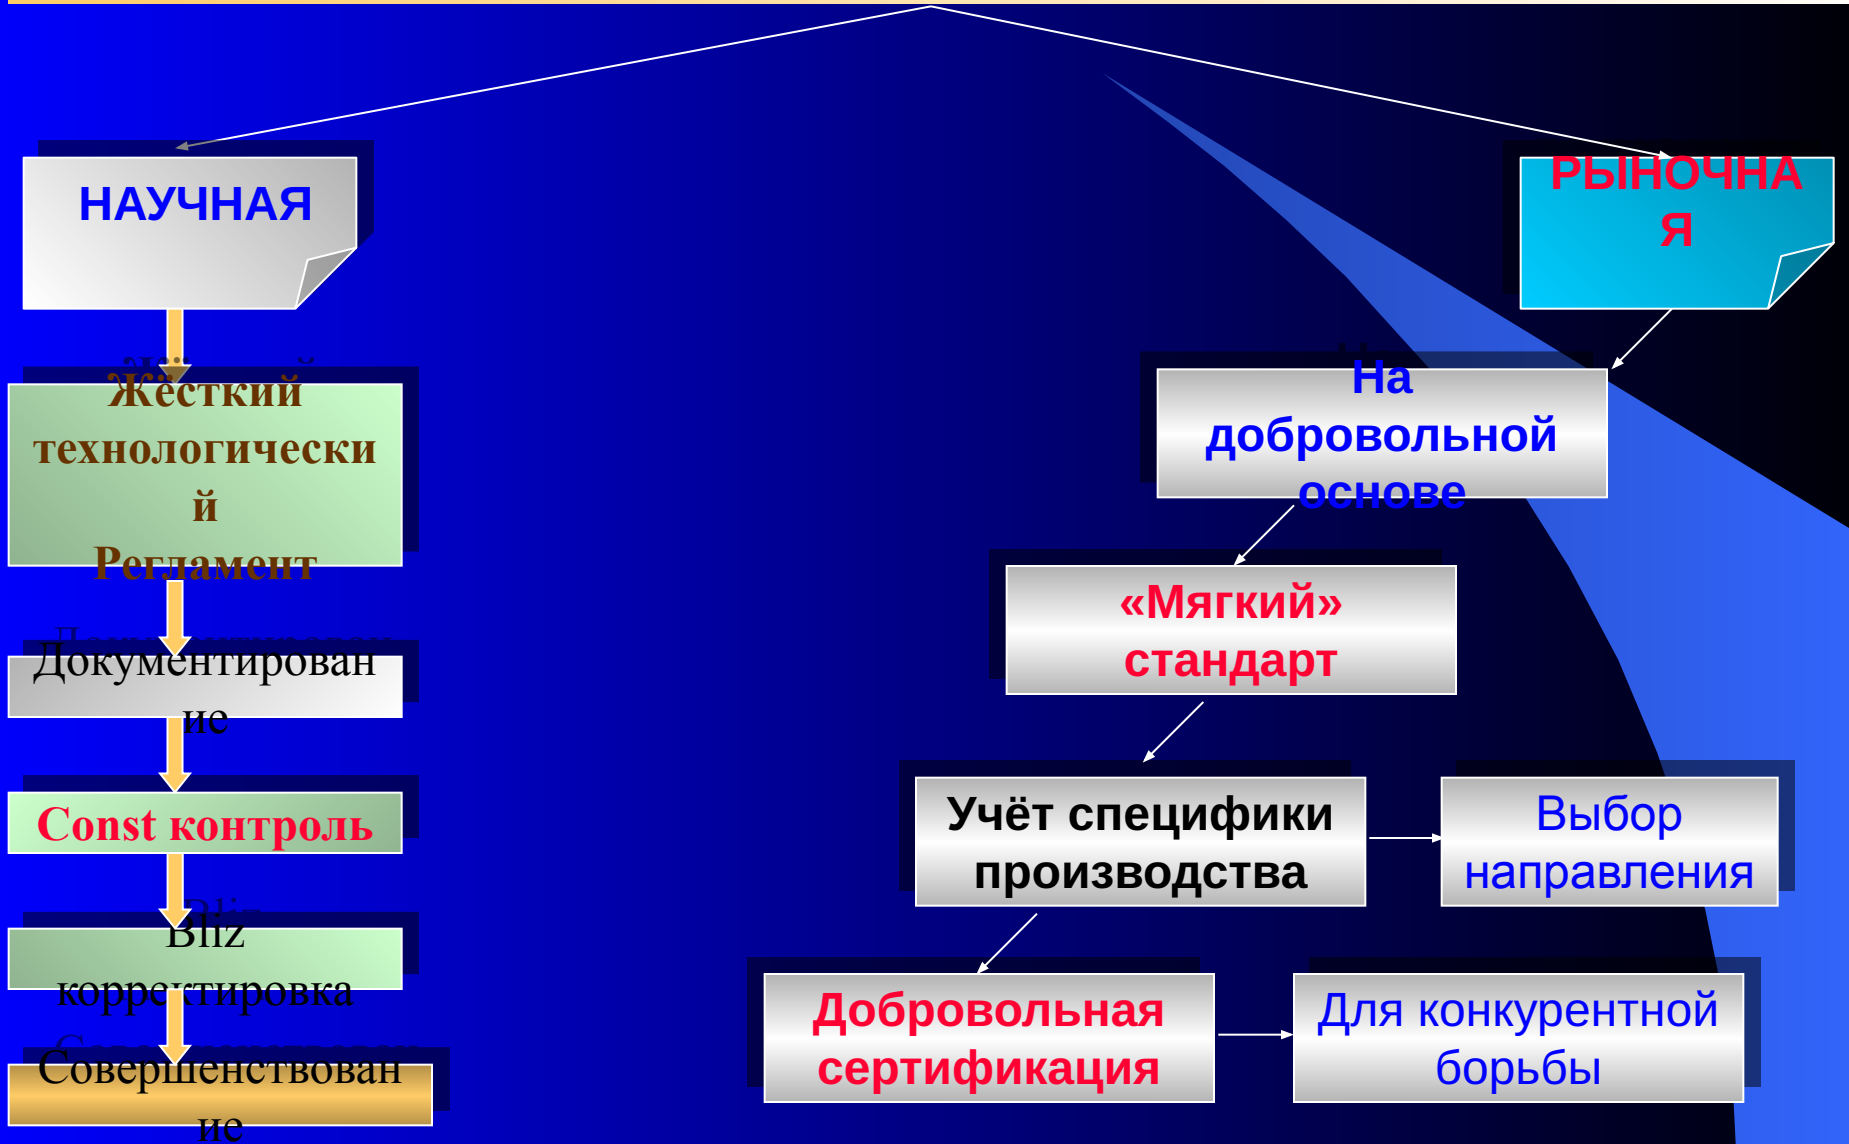 НАУЧНАЯ
Жёсткий
технологически
й
Регламент
Документирован
ие
Const контроль
Bliz
корректировка
Совершенствован
ие
РЫНОЧНА
Я
На
добровольной
основе
«Мягкий»
стандарт
Учёт специфики
производства
Выбор
направления
Добровольная
сертификация
Для конкурентной
борьбы